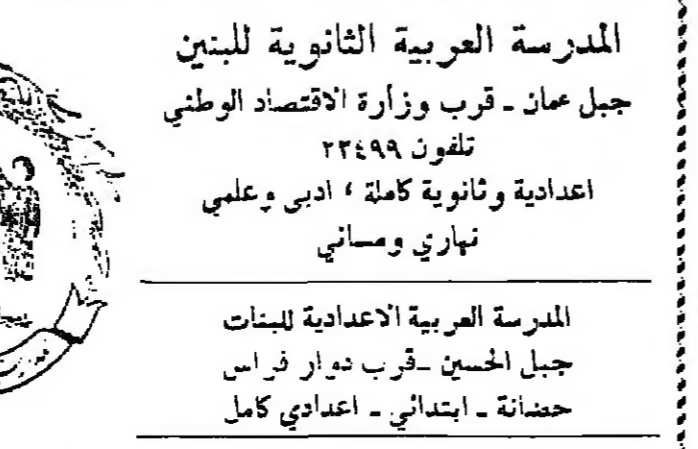 المدرسة العربية الثانوية للبنين
جبل عمان - قرب وزارة الاقتصاد الوطني
تلفون ٢٣٤٩٩
اعدادية وثانوية كاملة ، ادبي وعلمي
نهاري ومسائي
المدرسة العربية الاعدادية للبنات
جبل الحسين - قرب دوار فراس
حضانة - ابتدائي - اعدادي كامل